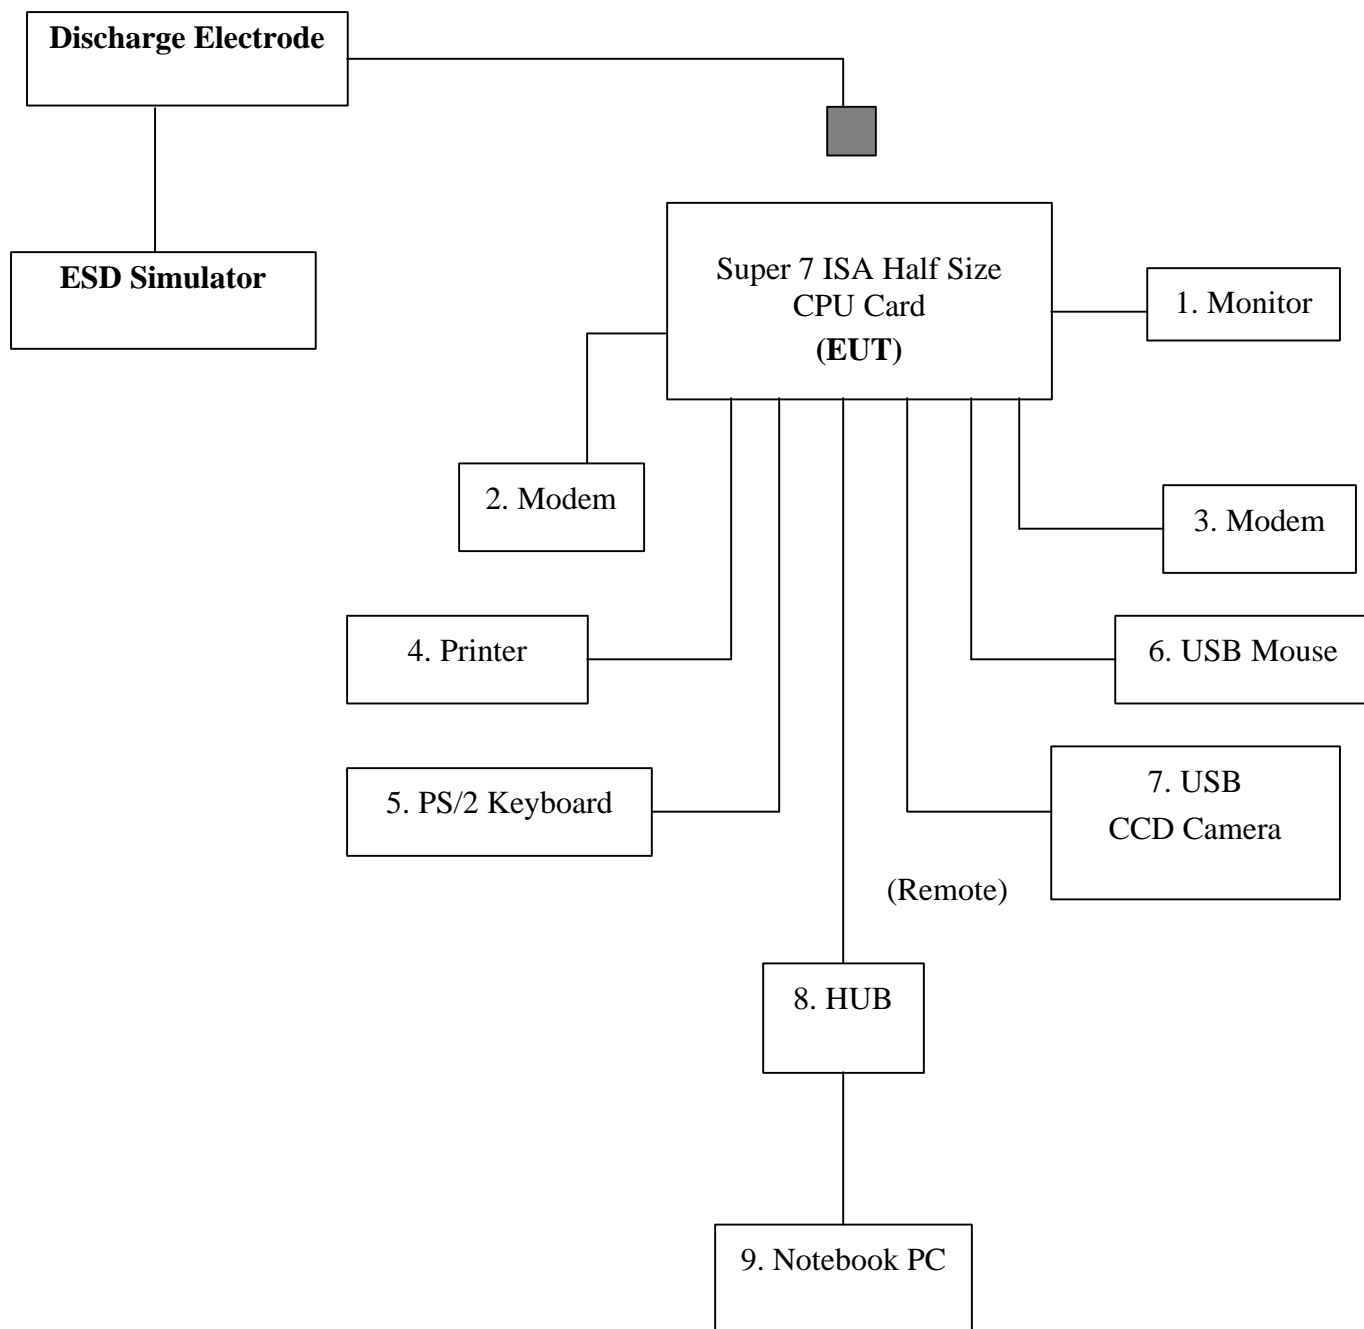 Discharge Electrode
ESD Simulator
Super 7 ISA Half Size
CPU Card
(EUT)
1. Monitor
2. Modem
3. Modem
4. Printer
6. USB Mouse
5. PS/2 Keyboard
7. USB
CCD Camera
(Remote)
8. HUB
9. Notebook PC